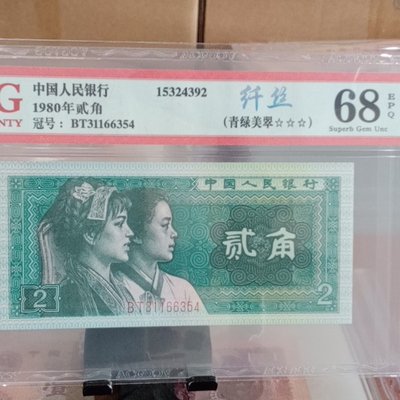 G
NTY
中国人民银行
1980年贰角
冠号：BT31166354
15324392
纤丝
(青绿美翠☆☆☆)
68
EPQ
Superb Gem Unc
中国人民银行
贰角
BT31166354
2
2